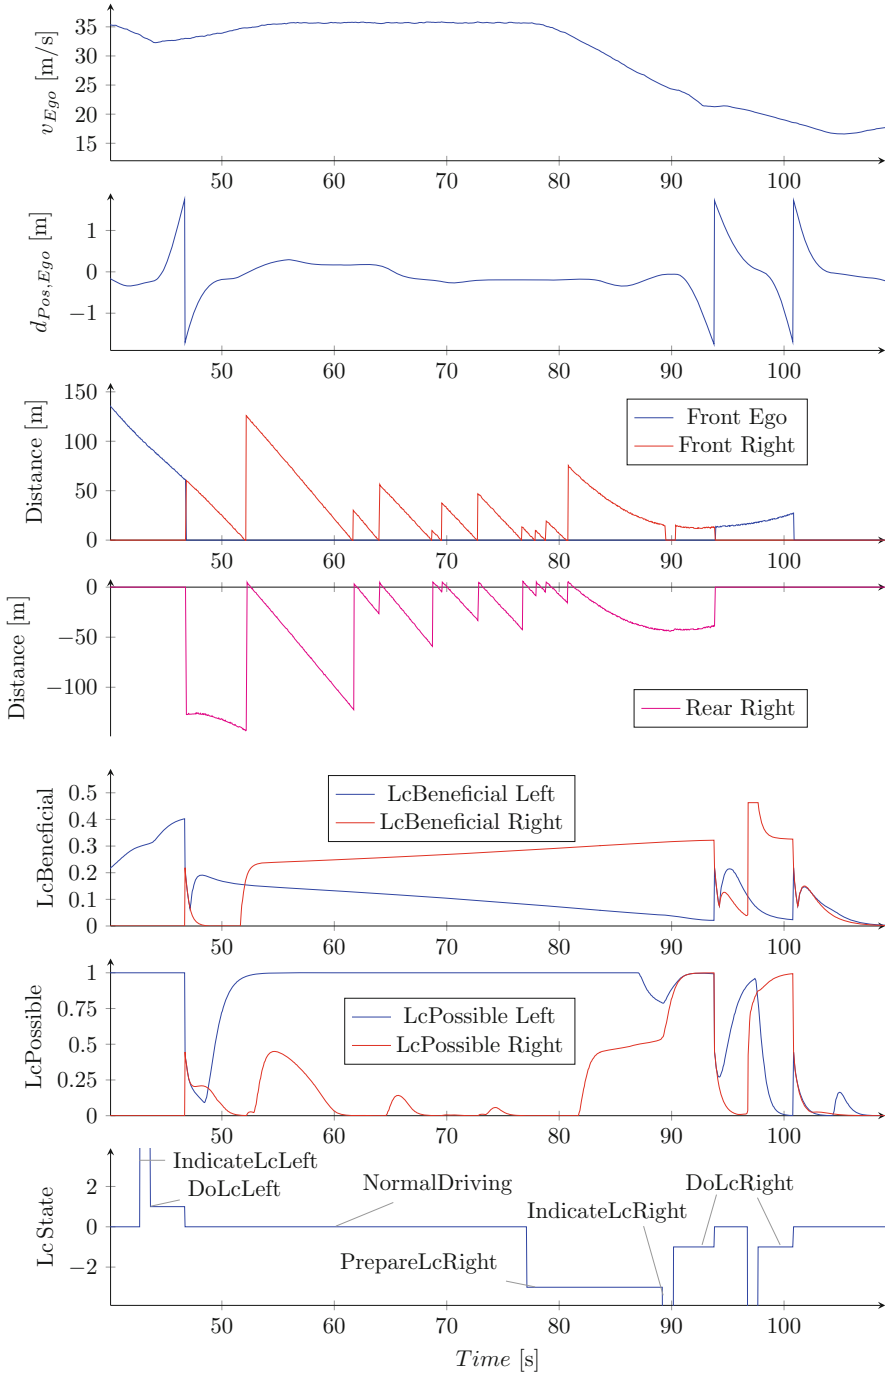 35
30
25
20
15
v_Ego [m/s]
50 60 70 80 90 100
1
0
−1
d_Pos,Ego [m]
50 60 70 80 90 100
150
100
50
0
Distance [m]
Front Ego
Front Right
50 60 70 80 90 100
0
−50
−100
Distance [m]
Rear Right
0.5
0.4
0.3
0.2
0.1
0
LcBeneficial
LcBeneficial Left
LcBeneficial Right
50 60 70 80 90 100
1
0.75
0.5
0.25
0
LcPossible
LcPossible Left
LcPossible Right
50 60 70 80 90 100
2
0
−2
Lc State
IndicateLcLeft
DoLcLeft
NormalDriving
DoLcRight
IndicateLcRight
PrepareLcRight
50 60 70 80 90 100
Time [s]